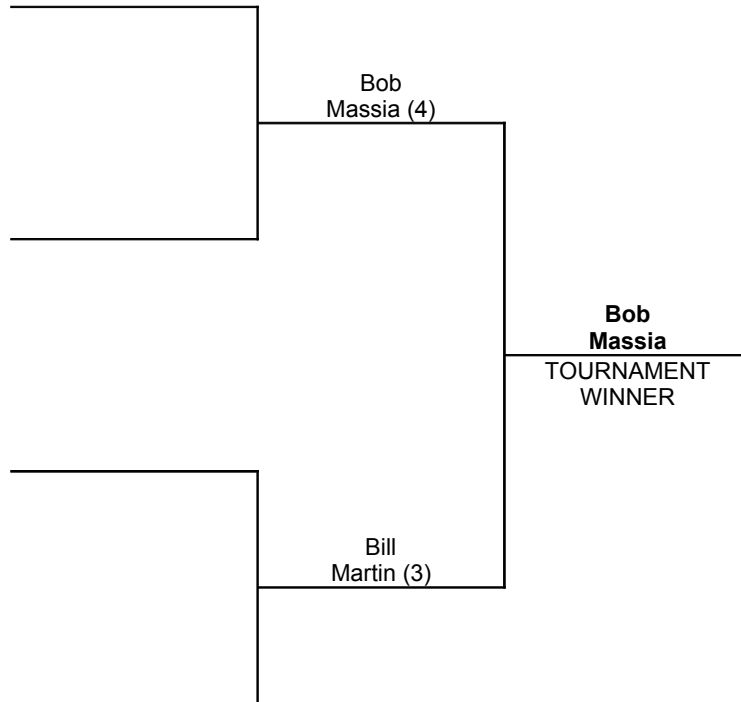 Bob
Massia (4)
Bob
Massia
TOURNAMENT
WINNER
Bill
Martin (3)